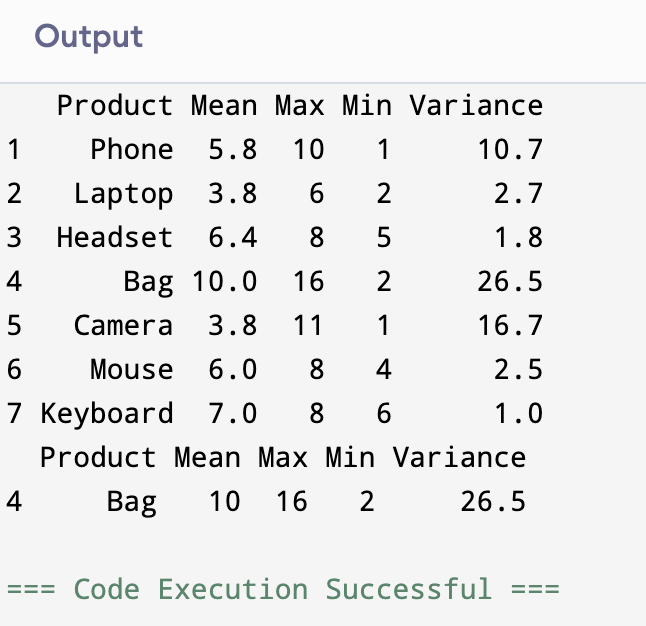 Output
   Product Mean Max Min Variance
1    Phone  5.8  10   1     10.7
2   Laptop  3.8   6   2      2.7
3  Headset  6.4   8   5      1.8
4      Bag 10.0  16   2     26.5
5   Camera  3.8  11   1     16.7
6    Mouse  6.0   8   4      2.5
7 Keyboard  7.0   8   6      1.0
  Product Mean Max Min Variance
4     Bag   10  16   2     26.5
=== Code Execution Successful ===